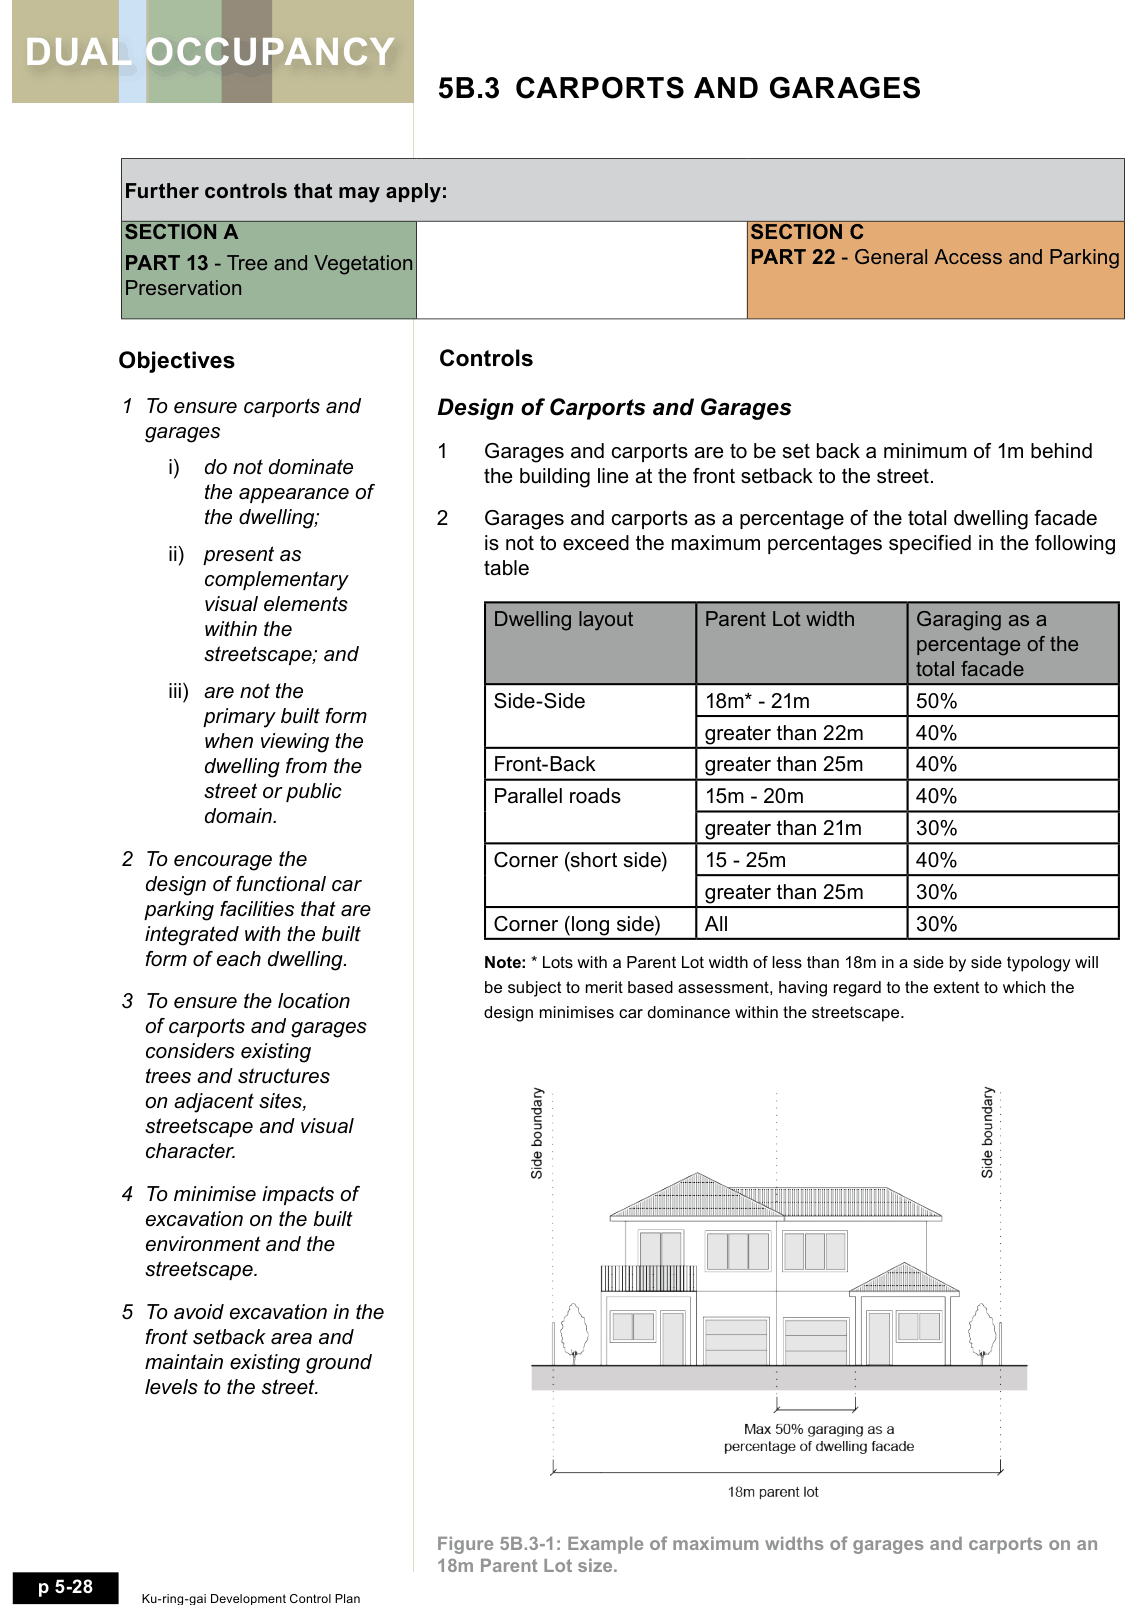 DUAL OCCUPANCY
5B.3 CARPORTS AND GARAGES
Further controls that may apply:
SECTION A
PART 13 - Tree and Vegetation
Preservation
SECTION C
PART 22 - General Access and Parking
Objectives
1 To ensure carports and
garages
i) do not dominate
the appearance of
the dwelling;
ii) present as
complementary
visual elements
within the
streetscape; and
iii) are not the
primary built form
when viewing the
dwelling from the
street or public
domain.
2 To encourage the
design of functional car
parking facilities that are
integrated with the built
form of each dwelling.
3 To ensure the location
of carports and garages
considers existing
trees and structures
on adjacent sites,
streetscape and visual
character.
4 To minimise impacts of
excavation on the built
environment and the
streetscape.
5 To avoid excavation in the
front setback area and
maintain existing ground
levels to the street.
Controls
Design of Carports and Garages
1 Garages and carports are to be set back a minimum of 1m behind
the building line at the front setback to the street.
2 Garages and carports as a percentage of the total dwelling facade
is not to exceed the maximum percentages specified in the following
table
Dwelling layout Parent Lot width Garaging as a
percentage of the
total facade
Side-Side 18m* - 21m 50%
greater than 22m 40%
Front-Back greater than 25m 40%
Parallel roads 15m - 20m 40%
greater than 21m 30%
Corner (short side) 15 - 25m 40%
greater than 25m 30%
Corner (long side) All 30%
Note: * Lots with a Parent Lot width of less than 18m in a side by side typology will
be subject to merit based assessment, having regard to the extent to which the
design minimises car dominance within the streetscape.
Side boundary
Side boundary
Max 50% garaging as a
percentage of dwelling facade
18m parent lot
Figure 5B.3-1: Example of maximum widths of garages and carports on an
18m Parent Lot size.
p 5-28
Ku-ring-gai Development Control Plan